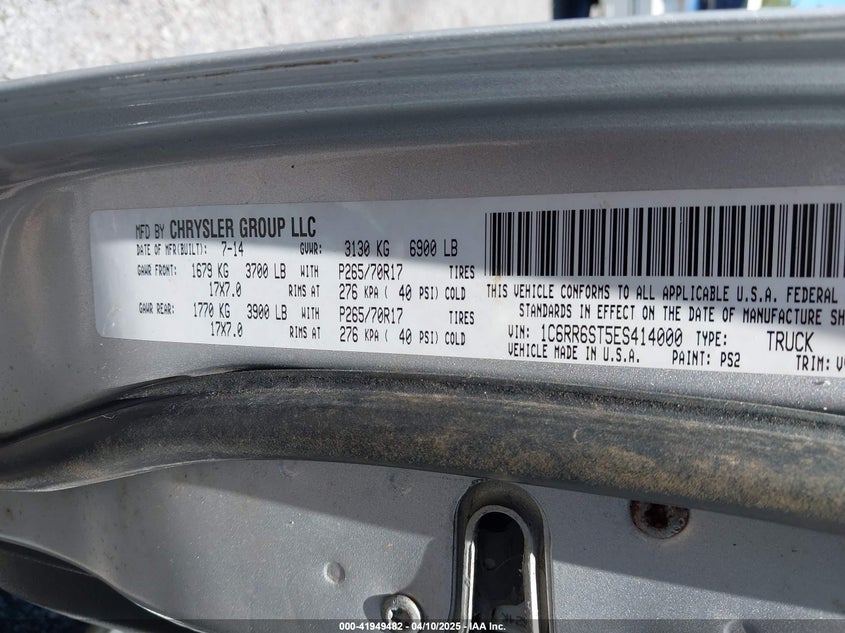 MFD BY CHRYSLER GROUP LLC
DATE OF MFR(BUILT): 7-14 GVWR: 3130 KG 6900 LB
GAWR FRONT: 1679 KG 3700 LB WITH P265/70R17 TIRES
17X7.0 RIMS AT 276 KPA ( 40 PSI) COLD
GAWR REAR: 1770 KG 3900 LB WITH P265/70R17 TIRES
17X7.0 RIMS AT 276 KPA ( 40 PSI) COLD
THIS VEHICLE CONFORMS TO ALL APPLICABLE U.S.A. FEDERAL
STANDARDS IN EFFECT ON THE DATE OF MANUFACTURE SH
VIN: 1C6RR6ST5ES414000 TYPE: TRUCK
VEHICLE MADE IN U.S.A. PAINT: PS2 TRIM:
000-41949482 - 04/10/2025 - IAA Inc.